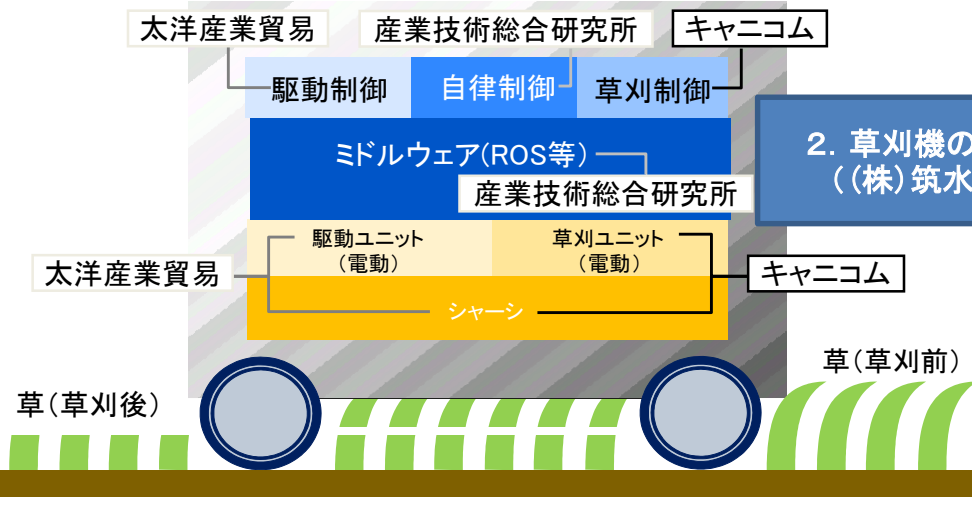 太洋産業貿易
産業技術総合研究所
キャニコム
駆動制御
自律制御
草刈制御
ミドルウェア(ROS等)
産業技術総合研究所
2．草刈機の
（(株)筑水
駆動ユニット
(電動)
草刈ユニット
(電動)
太洋産業貿易
キャニコム
シャーシ
草(草刈前)
草(草刈後)